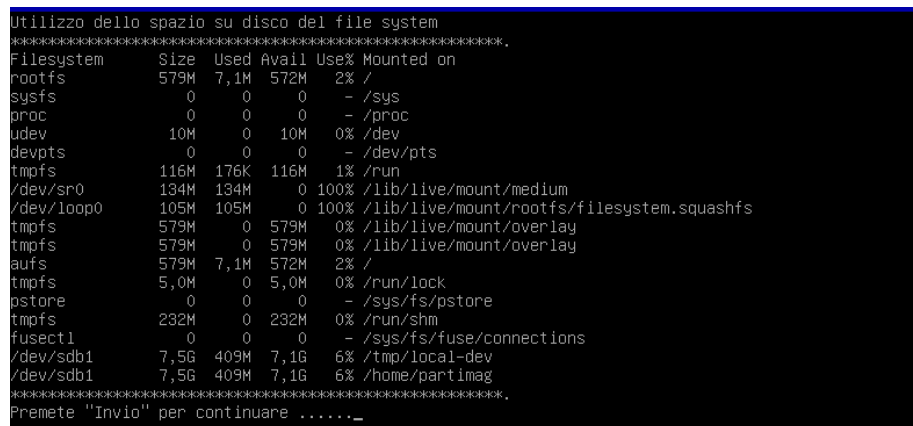 Utilizzo dello spazio su disco del file system
***********************************************************.
Filesystem Size Used Avail Use% Mounted on
rootfs 579M 7,1M 572M 2% /
sysfs 0 0 0 - /sys
proc 0 0 0 - /proc
udev 10M 0 10M 0% /dev
devpts 0 0 0 - /dev/pts
tmpfs 116M 176K 116M 1% /run
/dev/sr0 134M 134M 0 100% /lib/live/mount/medium
/dev/loop0 105M 105M 0 100% /lib/live/mount/rootfs/filesystem.squashfs
tmpfs 579M 0 579M 0% /lib/live/mount/overlay
tmpfs 579M 0 579M 0% /lib/live/mount/overlay
aufs 579M 7,1M 572M 2% /
tmpfs 5,0M 0 5,0M 0% /run/lock
pstore 0 0 0 - /sys/fs/pstore
tmpfs 232M 0 232M 0% /run/shm
fusectl 0 0 0 - /sys/fs/fuse/connections
/dev/sdb1 7,5G 409M 7,1G 6% /tmp/local-dev
/dev/sdb1 7,5G 409M 7,1G 6% /home/partimag
***********************************************************.
Premete "Invio" per continuare ......_